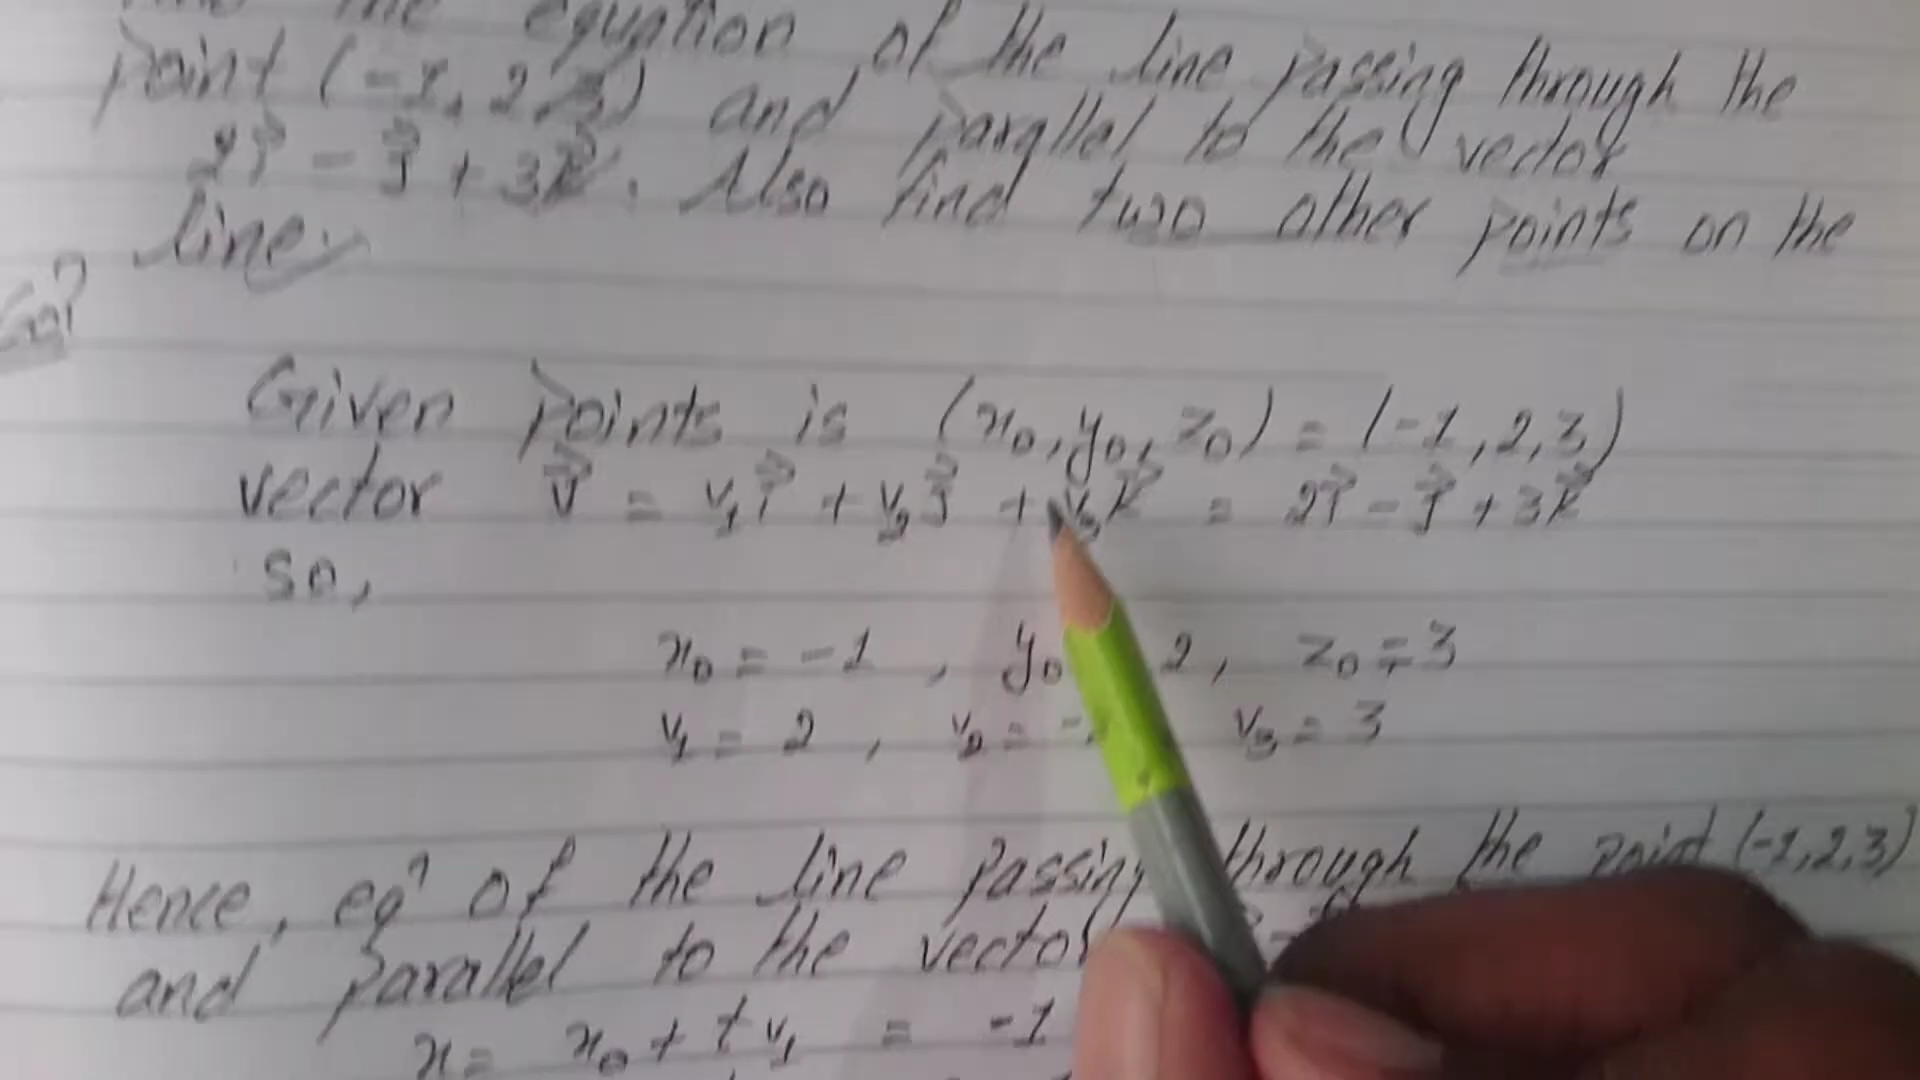 the equation of the line passing through the
point (-1, 2, 3) and parallel to the vector
2i⃗ - j⃗ + 3k⃗. Also find two other points on the
line.
Given points is (x₀, y₀, z₀) = (-1, 2, 3)
vector v⃗ = v₁i⃗ + v₂j⃗ + v₃k⃗ = 2i⃗ - j⃗ + 3k⃗
so,
x₀ = -1 , y₀ 2, z₀ = 3
v₁ = 2 , v₂ = - v₃ = 3
Hence, eqⁿ of the line passing through the point (-1,2,3)
and parallel to the vector
x = x₀ + t v₁ = -1